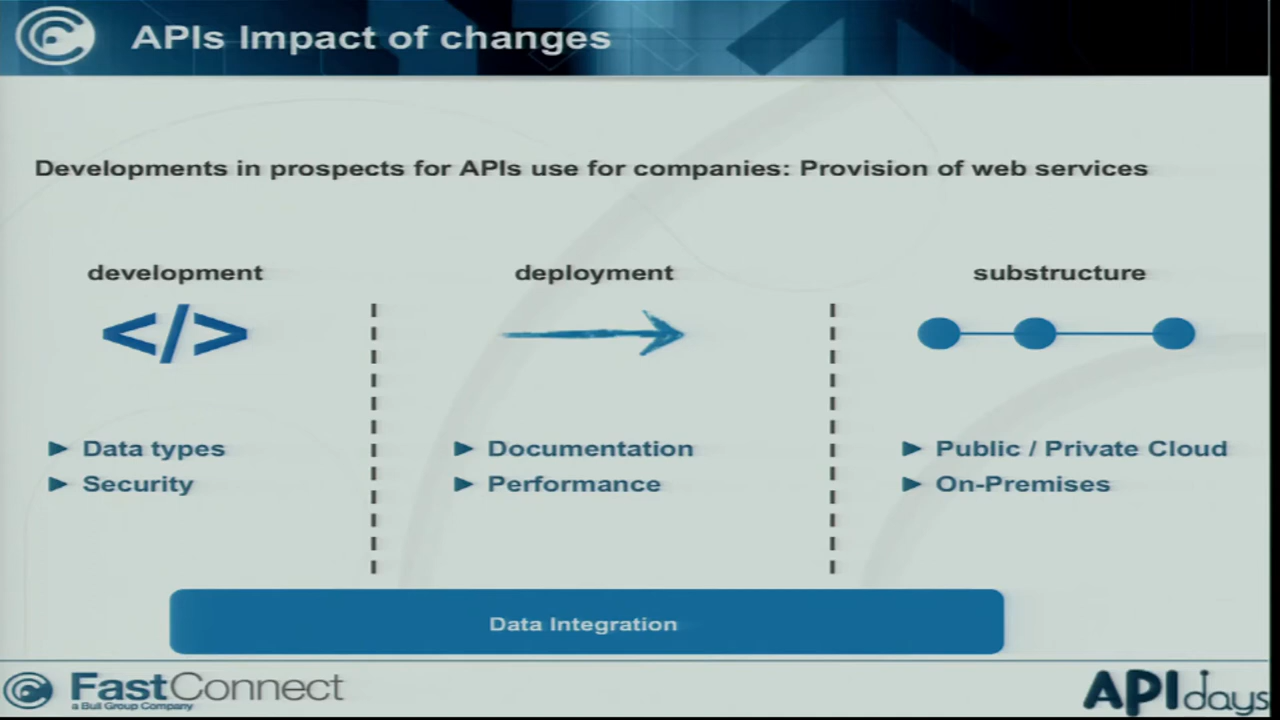 APIs Impact of changes
Developments in prospects for APIs use for companies: Provision of web services
development
</>
Data types
Security
deployment
Documentation
Performance
substructure
Public / Private Cloud
On-Premises
Data Integration
FastConnect
a Bull Group Company
APIdays